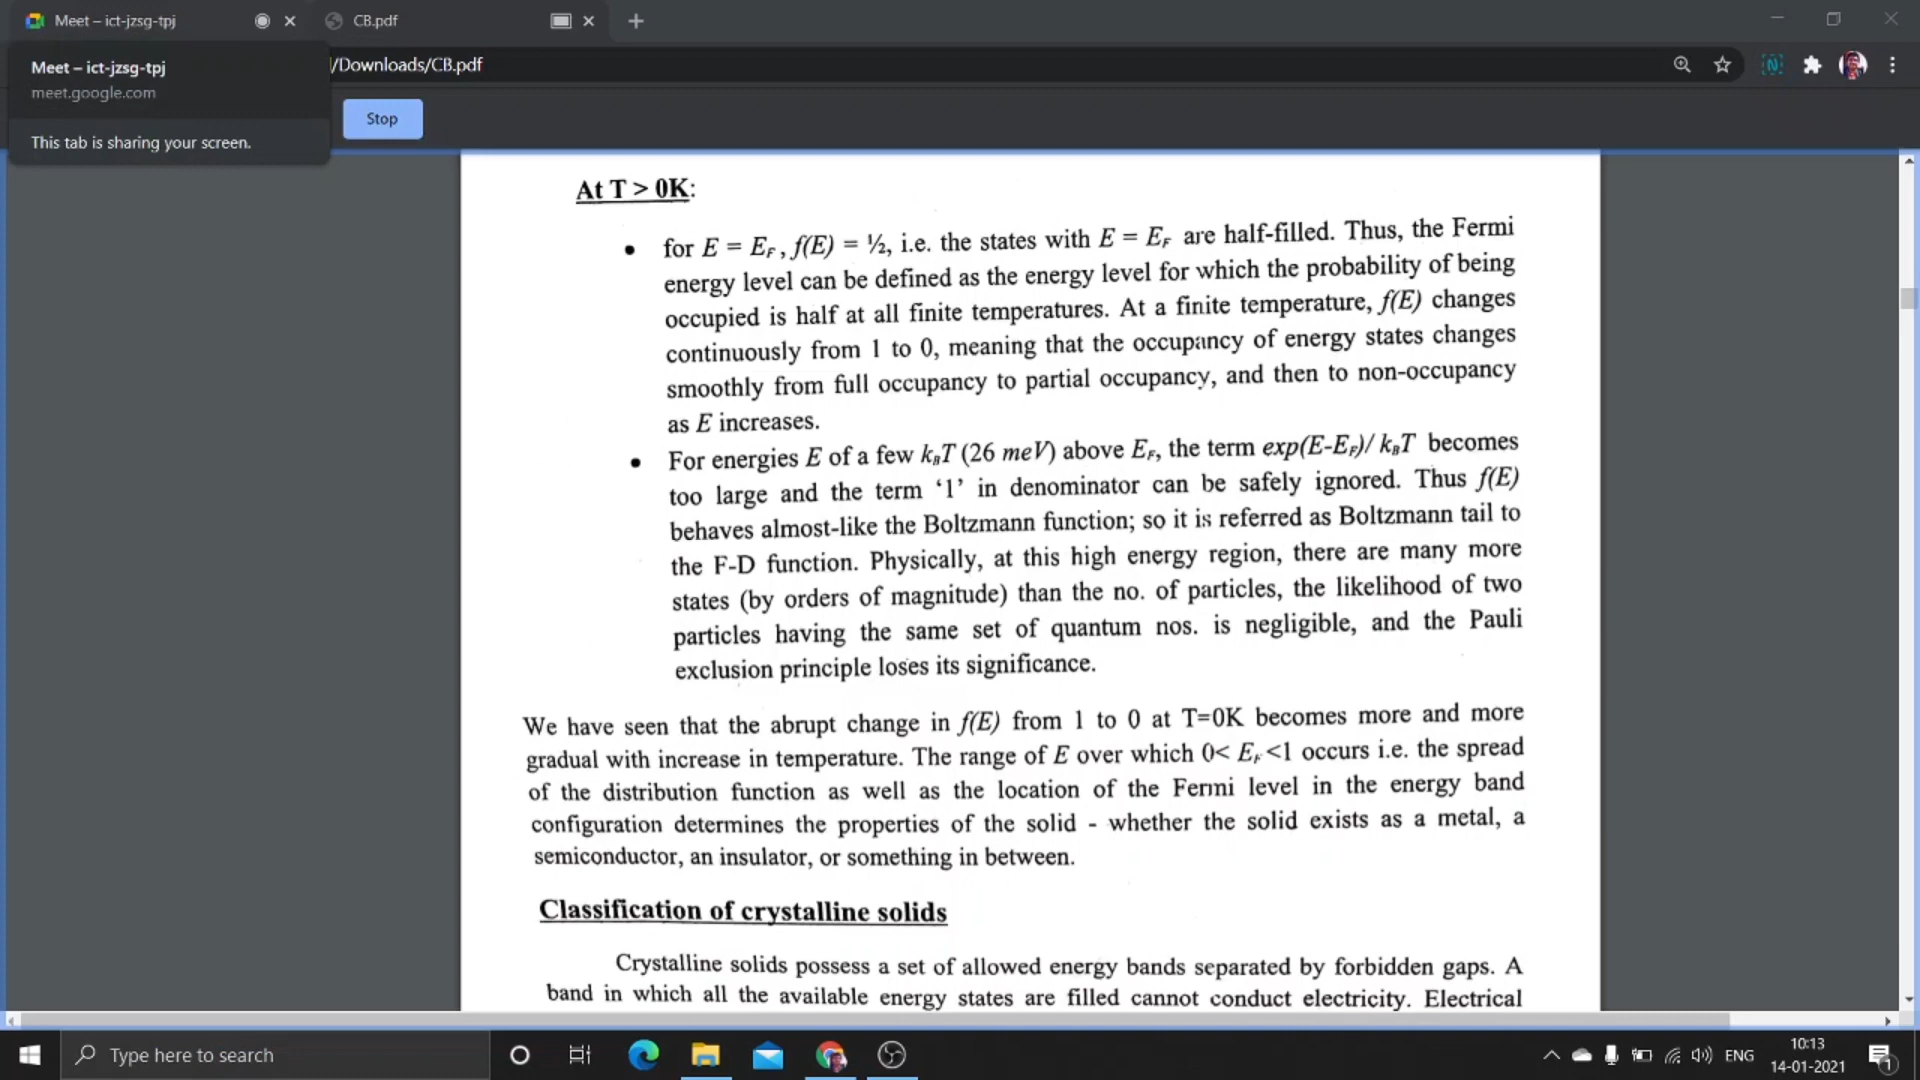 Meet – ict-jzsg-tpj
CB.pdf
Meet – ict-jzsg-tpj
meet.google.com
/Downloads/CB.pdf
This tab is sharing your screen.
Stop
At T > 0K:
• for E = E_F, f(E) = ½, i.e. the states with E = E_F are half-filled. Thus, the Fermi
energy level can be defined as the energy level for which the probability of being
occupied is half at all finite temperatures. At a finite temperature, f(E) changes
continuously from 1 to 0, meaning that the occupancy of energy states changes
smoothly from full occupancy to partial occupancy, and then to non-occupancy
as E increases.
• For energies E of a few k_BT (26 meV) above E_F, the term exp(E-E_F)/ k_BT becomes
too large and the term ‘1’ in denominator can be safely ignored. Thus f(E)
behaves almost-like the Boltzmann function; so it is referred as Boltzmann tail to
the F-D function. Physically, at this high energy region, there are many more
states (by orders of magnitude) than the no. of particles, the likelihood of two
particles having the same set of quantum nos. is negligible, and the Pauli
exclusion principle loses its significance.
We have seen that the abrupt change in f(E) from 1 to 0 at T=0K becomes more and more
gradual with increase in temperature. The range of E over which 0< E_F <1 occurs i.e. the spread
of the distribution function as well as the location of the Fermi level in the energy band
configuration determines the properties of the solid - whether the solid exists as a metal, a
semiconductor, an insulator, or something in between.
Classification of crystalline solids
Crystalline solids possess a set of allowed energy bands separated by forbidden gaps. A
band in which all the available energy states are filled cannot conduct electricity. Electrical
Type here to search
ENG
10:13
14-01-2021
1